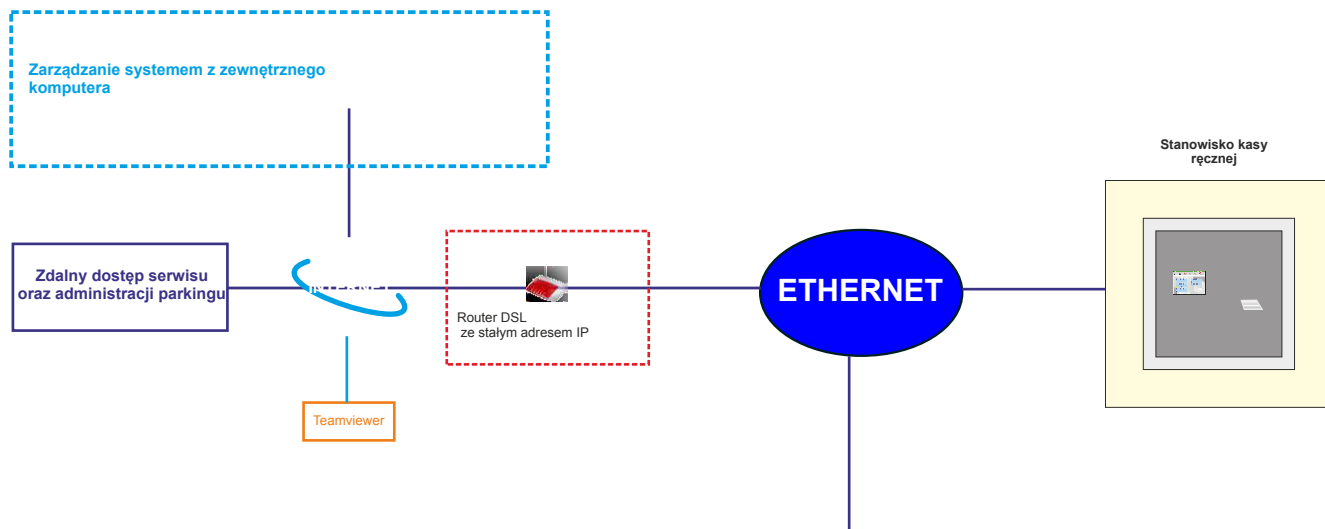 Zarządzanie systemem z zewnętrznego
komputera
Stanowisko kasy
ręcznej
Zdalny dostęp serwisu
oraz administracji parkingu
INTERNET
Router DSL
ze stałym adresem IP
ETHERNET
Teamviewer